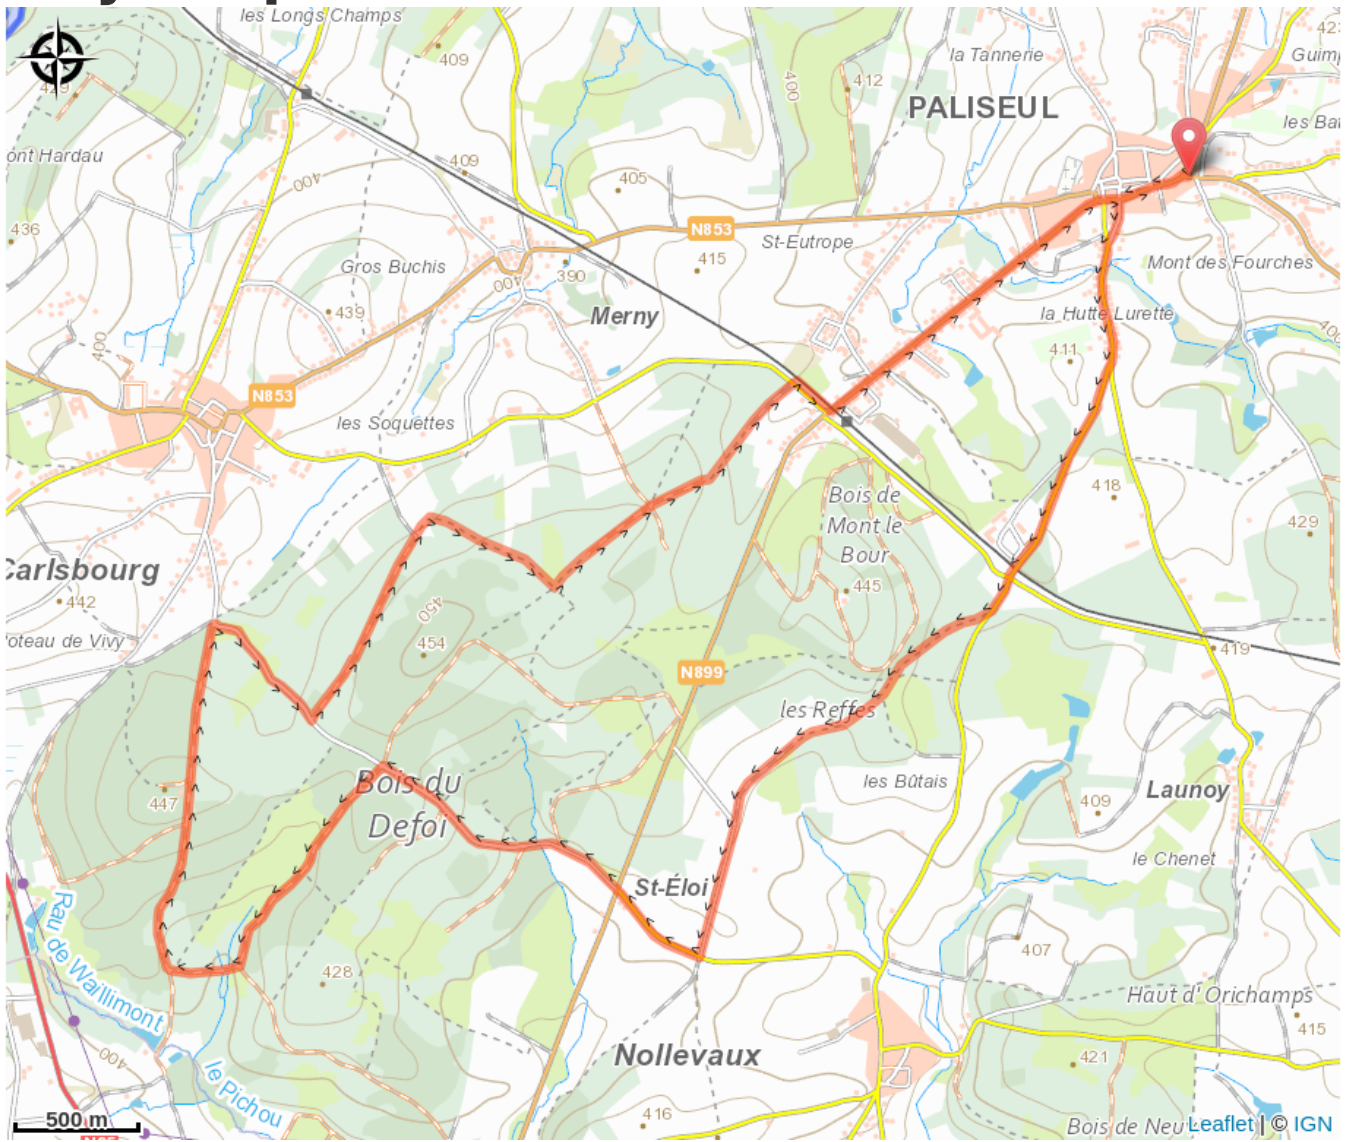 les Longs Champs
409
la Tannerie
Guim
412
400
429
PALISEUL
les Ba
ont Hardau
400
409
405
436
N853
St-Eutrope
415
Gros Buchis
390
400
Mont des Fourches
439
Merny
la Hutte Lurette
400
411
N853
les Soquettes
418
Bois de
Mont le
Bour
429
Carlsbourg
442
445
450
454
oteau de Vivy
N899
419
les Reffes
447
Bois du
Defoi
les Bûtais
Launoy
409
le Chenet
St-Éloi
Rau de Waillimont
428
407
Haut d'Orichamps
415
400
le Pichou
Nollevaux
421
416
500 m
Bois de Neu
Leaflet | © IGN